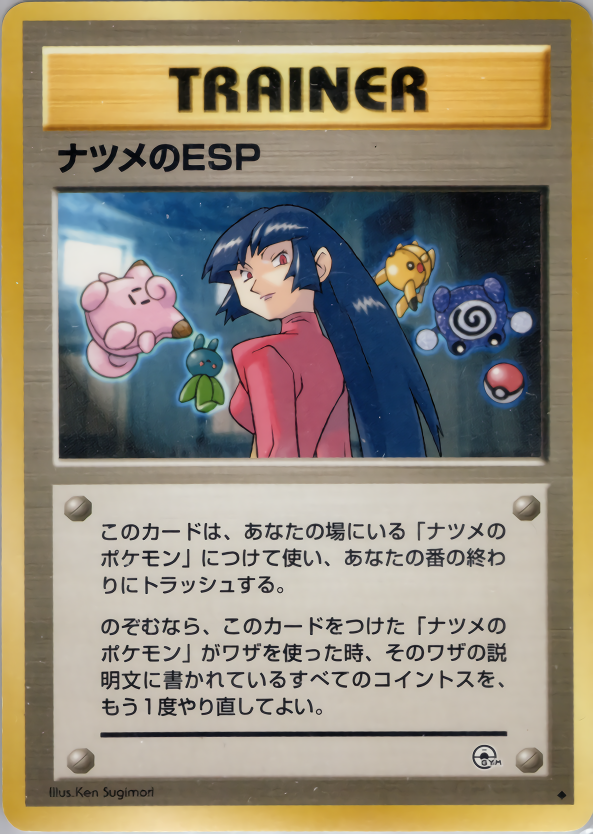 TRAINER
ナツメのESP
このカードは、あなたの場にいる「ナツメの
ポケモン」につけて使い、あなたの番の終わ
りにトラッシュする。
のぞむなら、このカードをつけた「ナツメの
ポケモン」がワザを使った時、そのワザの説
明文に書かれているすべてのコイントスを、
もう1度やり直してよい。
GYM
Illus.Ken Sugimori